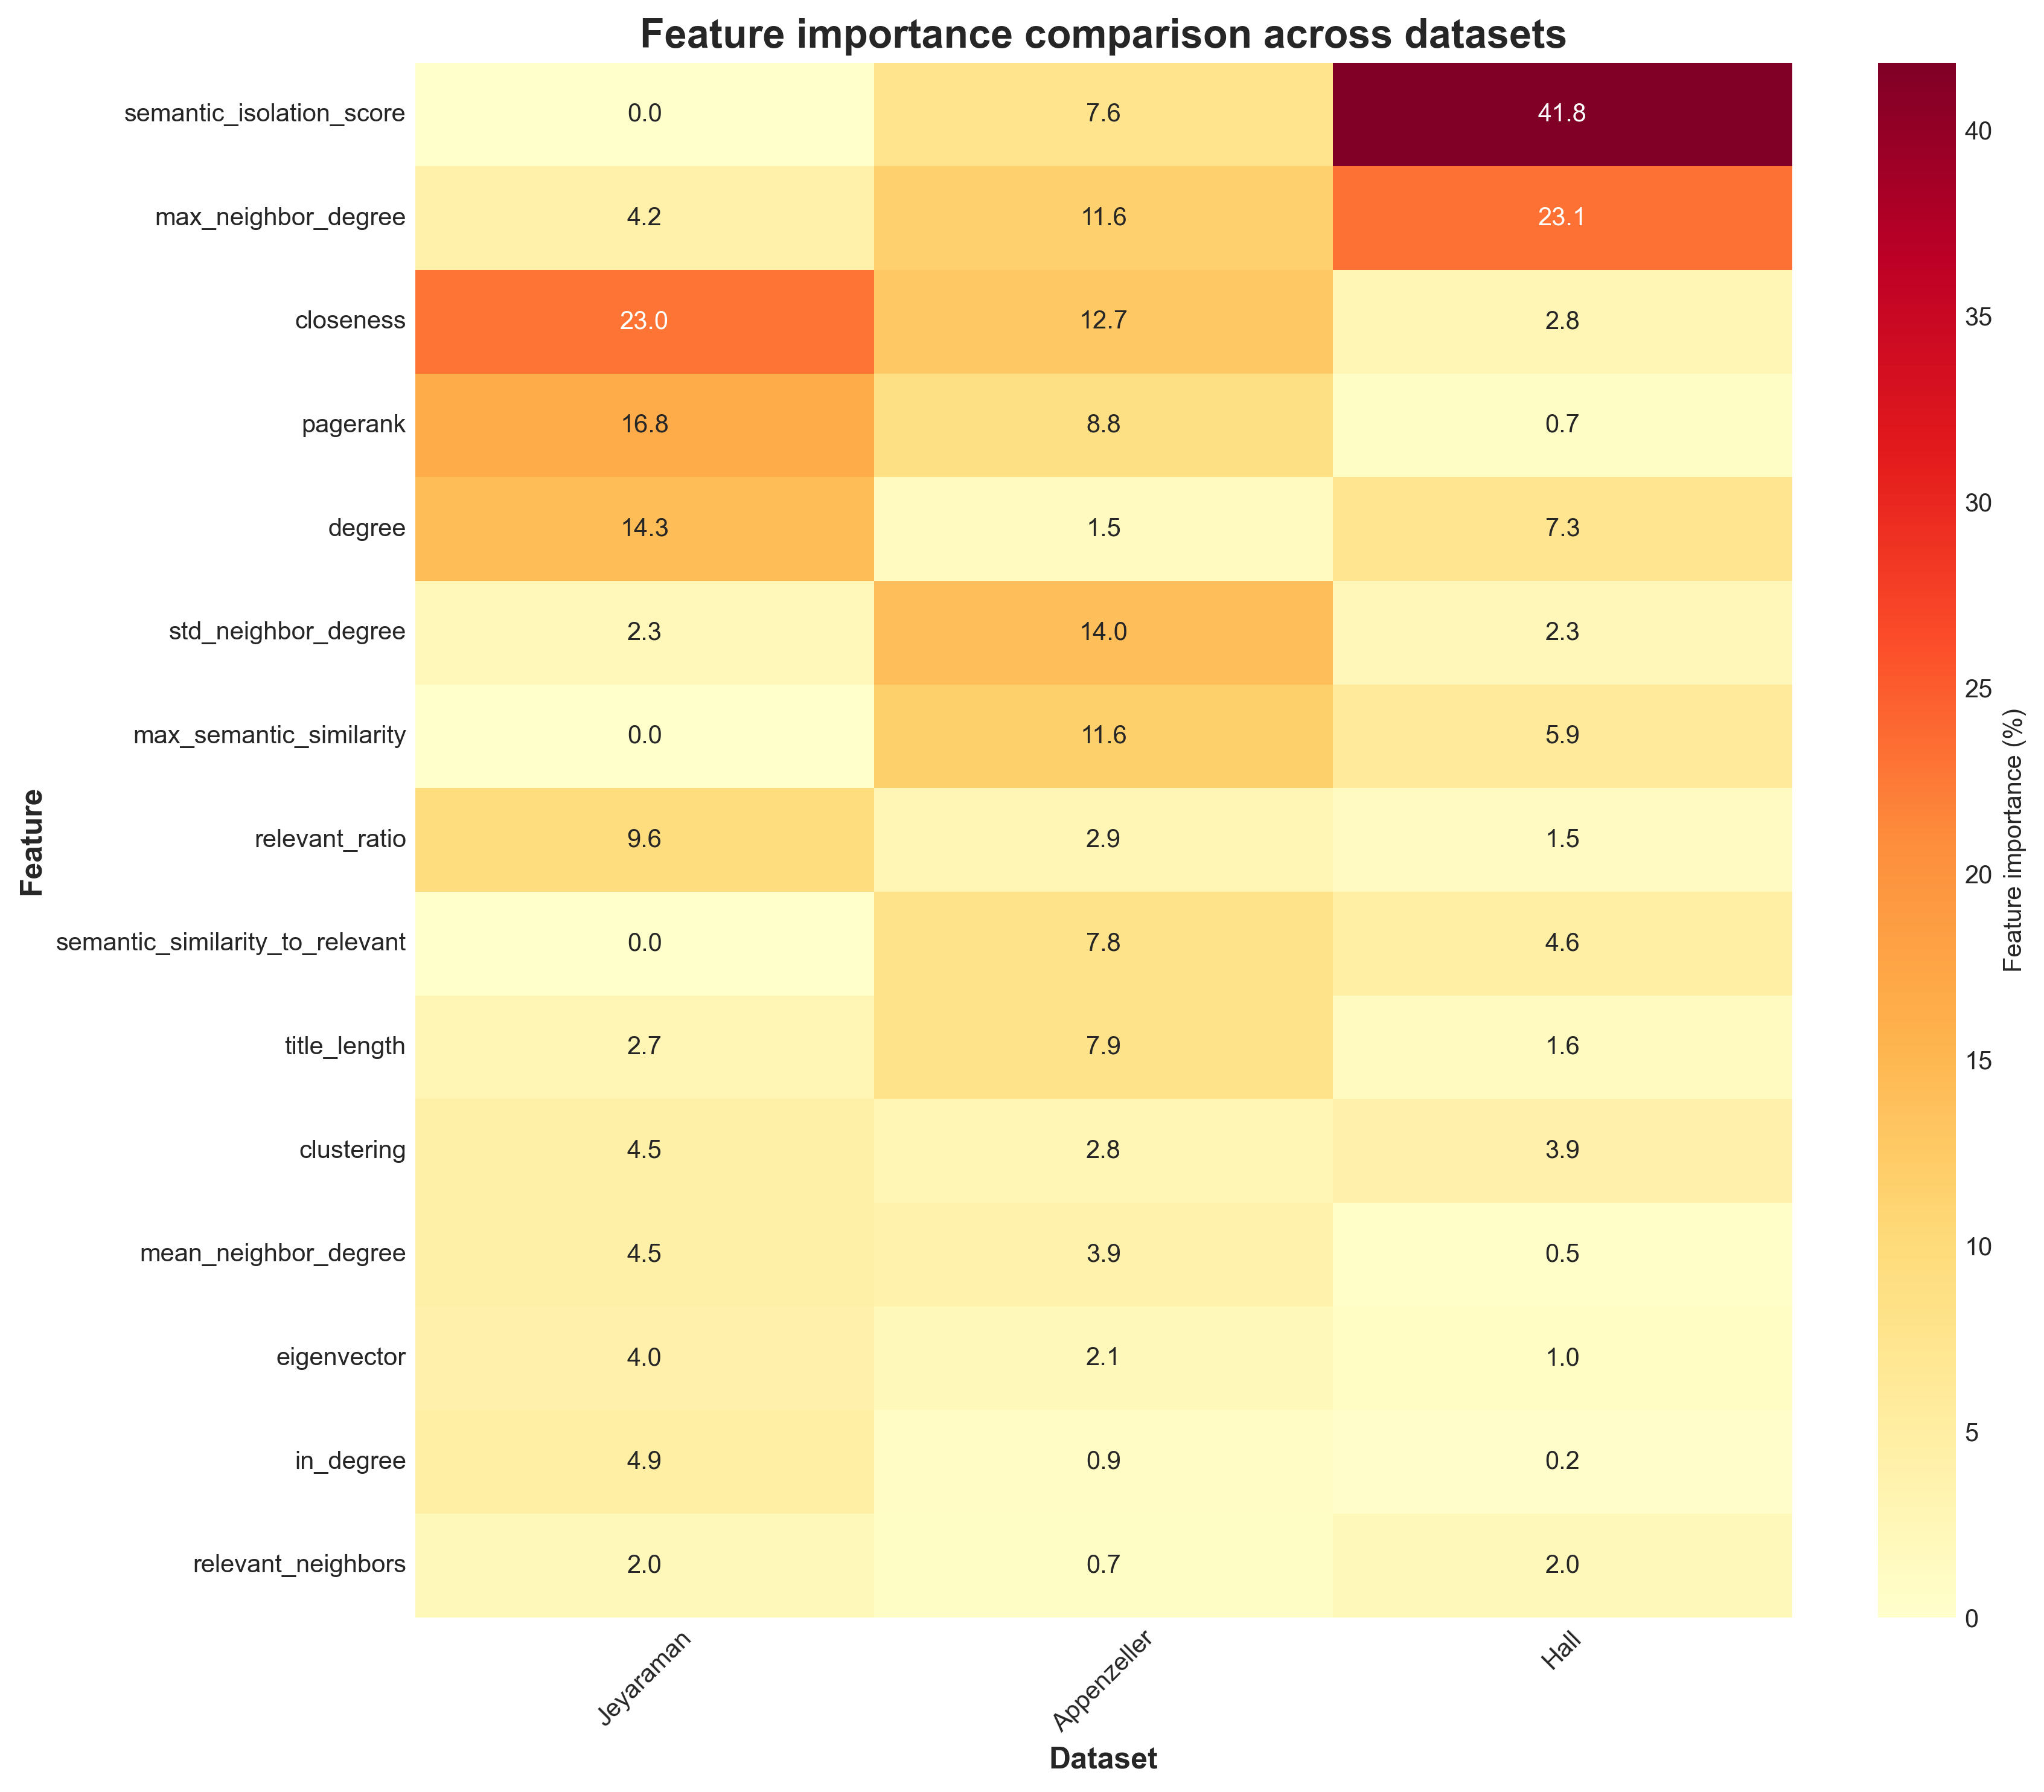 Feature importance comparison across datasets
semantic_isolation_score 0.0 7.6 41.8
max_neighbor_degree 4.2 11.6 23.1
closeness 23.0 12.7 2.8
pagerank 16.8 8.8 0.7
degree 14.3 1.5 7.3
std_neighbor_degree 2.3 14.0 2.3
max_semantic_similarity 0.0 11.6 5.9
relevant_ratio 9.6 2.9 1.5
semantic_similarity_to_relevant 0.0 7.8 4.6
title_length 2.7 7.9 1.6
clustering 4.5 2.8 3.9
mean_neighbor_degree 4.5 3.9 0.5
eigenvector 4.0 2.1 1.0
in_degree 4.9 0.9 0.2
relevant_neighbors 2.0 0.7 2.0
Feature
Jeyaraman Appenzeller Hall
Dataset
40
35
30
25
20
15
10
5
0
Feature importance (%)